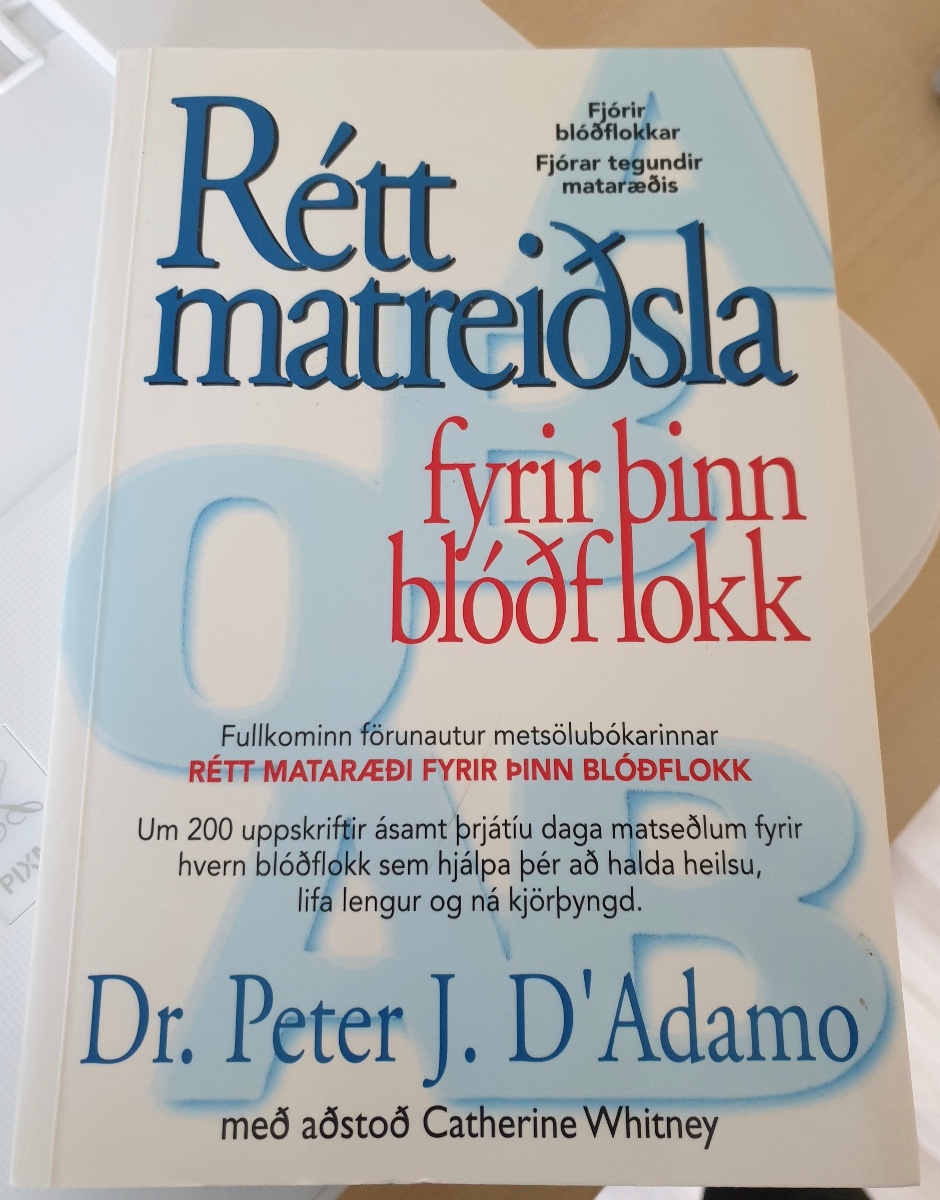 Fjórir
blóðflokkar
Fjórar tegundir
mataræðis
Rétt
matreiðsla
fyrir þinn
blóðflokk
Fullkominn förunautur metsölubókarinnar
RÉTT MATARÆÐI FYRIR ÞINN BLÓÐFLOKK
Um 200 uppskriftir ásamt þrjátíu daga matseðlum fyrir
hvern blóðflokk sem hjálpa þér að halda heilsu,
lifa lengur og ná kjörþyngd.
Dr. Peter J. D'Adamo
með aðstoð Catherine Whitney
A
B
O
AB